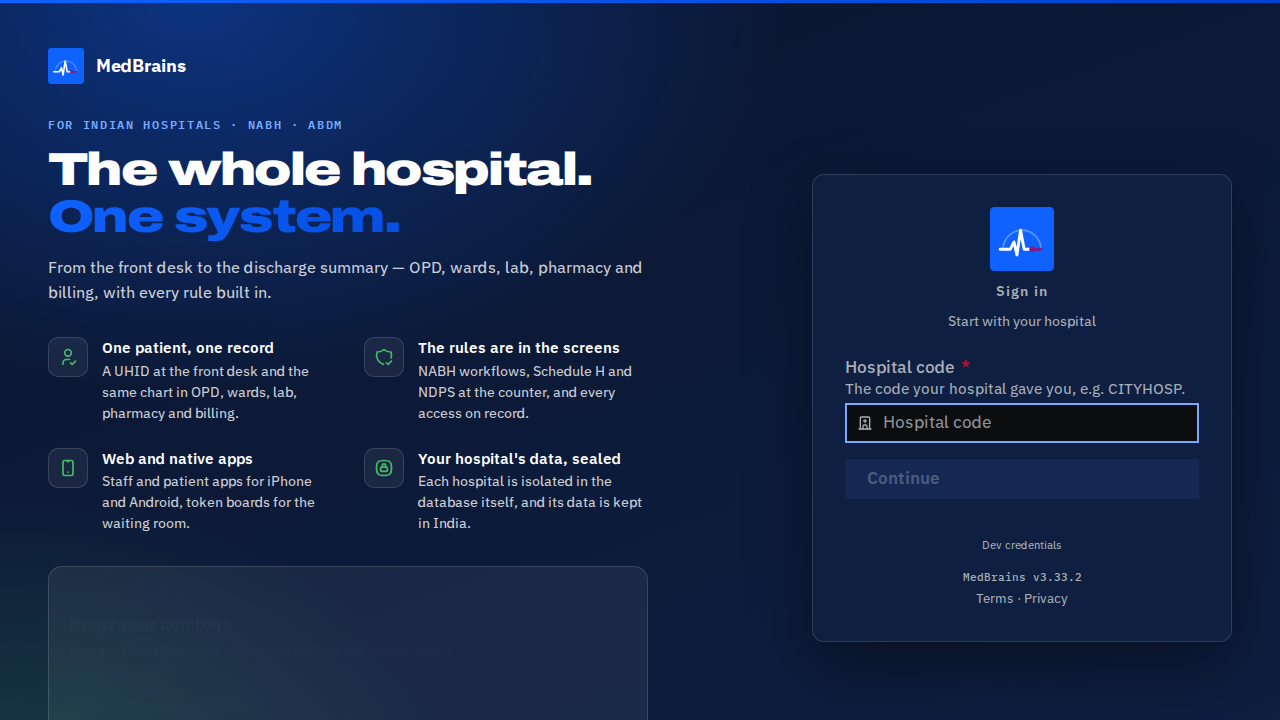 MedBrains
FOR INDIAN HOSPITALS · NABH · ABDM
The whole hospital.
One system.
From the front desk to the discharge summary — OPD, wards, lab, pharmacy and
billing, with every rule built in.
One patient, one record
A UHID at the front desk and the
same chart in OPD, wards, lab,
pharmacy and billing.
The rules are in the screens
NABH workflows, Schedule H and
NDPS at the counter, and every
access on record.
Web and native apps
Staff and patient apps for iPhone
and Android, token boards for the
waiting room.
Your hospital's data, sealed
Each hospital is isolated in the
database itself, and its data is kept
in India.
Know your numbers
Sign in
Start with your hospital
Hospital code *
The code your hospital gave you, e.g. CITYHOSP.
Hospital code
Continue
Dev credentials
MedBrains v3.33.2
Terms · Privacy